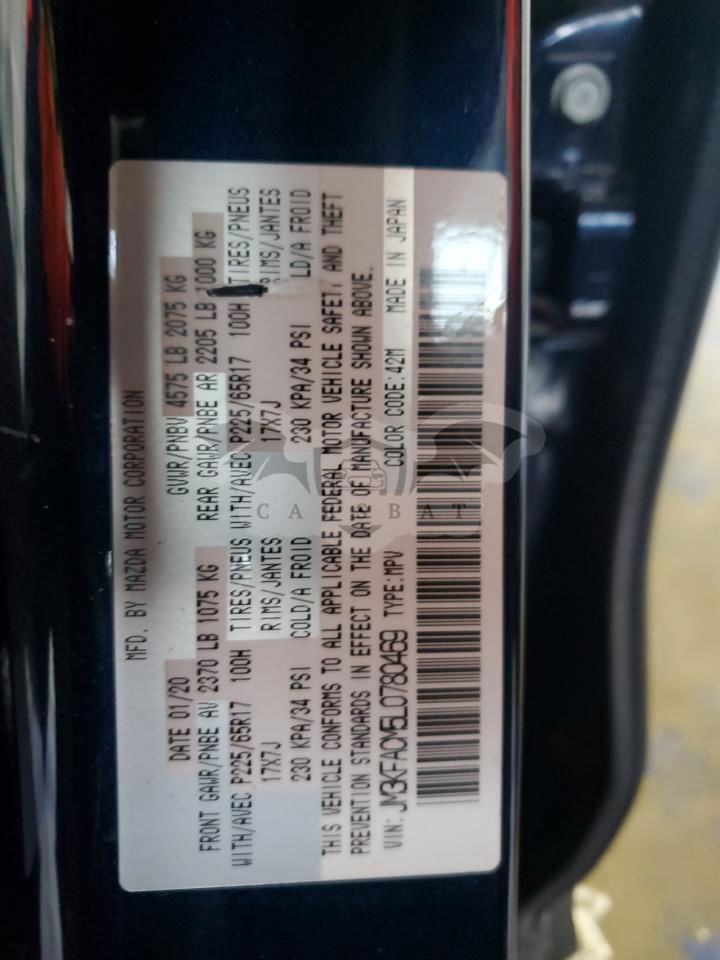 MFD. BY MAZDA MOTOR CORPORATION
DATE 01/20 GVWR/PNBV 4575 LB 2075 KG
FRONT GAWR/PNBE AV 2370 LB 1075 KG REAR GAWR/PNBE AR 2205 LB 1000 KG
WITH/AVEC P225/65R17 100H TIRES/PNEUS WITH/AVEC P225/65R17 100H TIRES/PNEUS
17X7J RIMS/JANTES 17X7J RIMS/JANTES
230 KPA/34 PSI COLD/A FROID 230 KPA/34 PSI LD/A FROID
THIS VEHICLE CONFORMS TO ALL APPLICABLE FEDERAL MOTOR VEHICLE SAFETY, AND THEFT
PREVENTION STANDARDS IN EFFECT ON THE DATE OF MANUFACTURE SHOWN ABOVE.
VIN: JM3KFACM5L0780469 TYPE:MPV COLOR CODE:42M MADE IN JAPAN
CARBAT